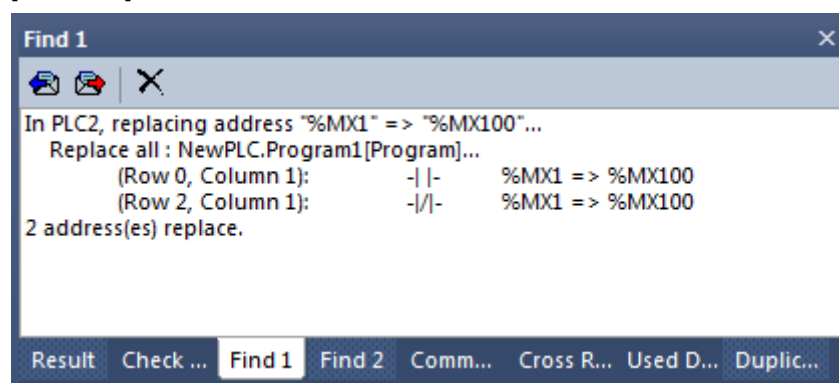 Find 1
In PLC2, replacing address "%MX1" => "%MX100"...
Replace all : NewPLC.Program1[Program]...
(Row 0, Column 1): -| |- %MX1 => %MX100
(Row 2, Column 1): -|/|- %MX1 => %MX100
2 address(es) replace.
Result Check ... Find 1 Find 2 Comm... Cross R... Used D... Duplic...